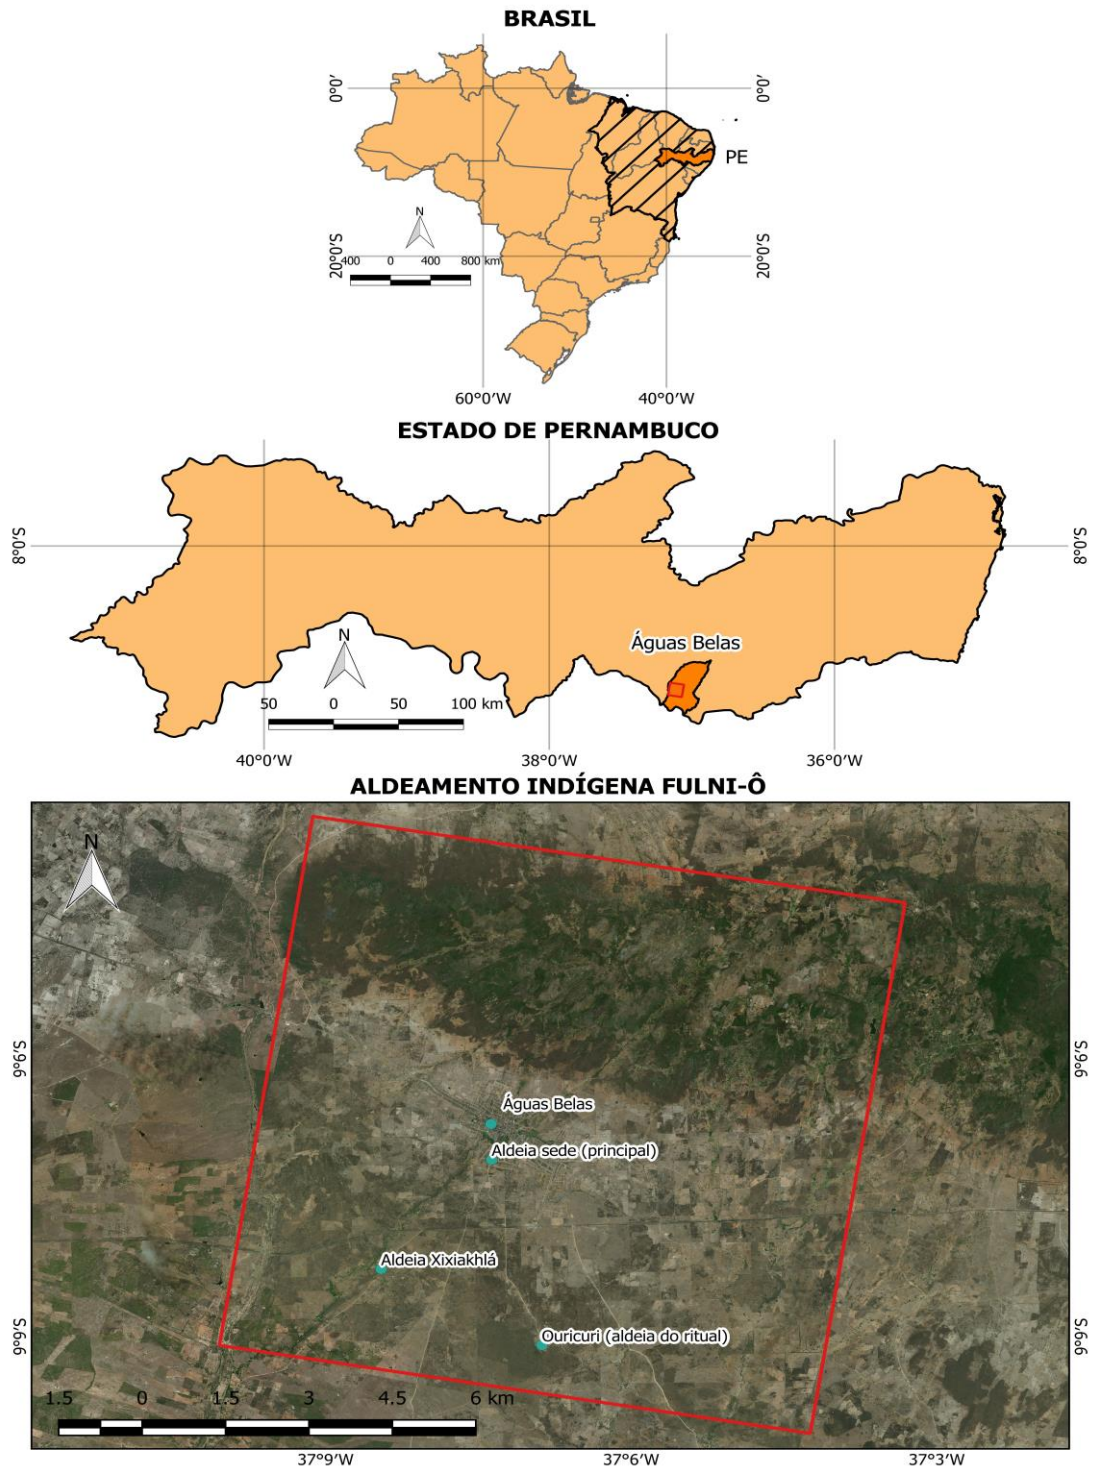 BRASIL
0°0′
0°0′
PE
N
20°0′S
20°0′S
400 0 400 800 km
60°0′W 40°0′W
ESTADO DE PERNAMBUCO
8°0′S
8°0′S
Águas Belas
N
50 0 50 100 km
40°0′W 38°0′W 36°0′W
ALDEAMENTO INDÍGENA FULNI-Ô
N
9°6′S
9°6′S
Águas Belas
Aldeia sede (principal)
Aldeia Xixiakhlá
Ouricuri (aldeia do ritual)
9°9′S
9°9′S
1.5 0 1.5 3 4.5 6 km
37°9′W 37°6′W 37°3′W